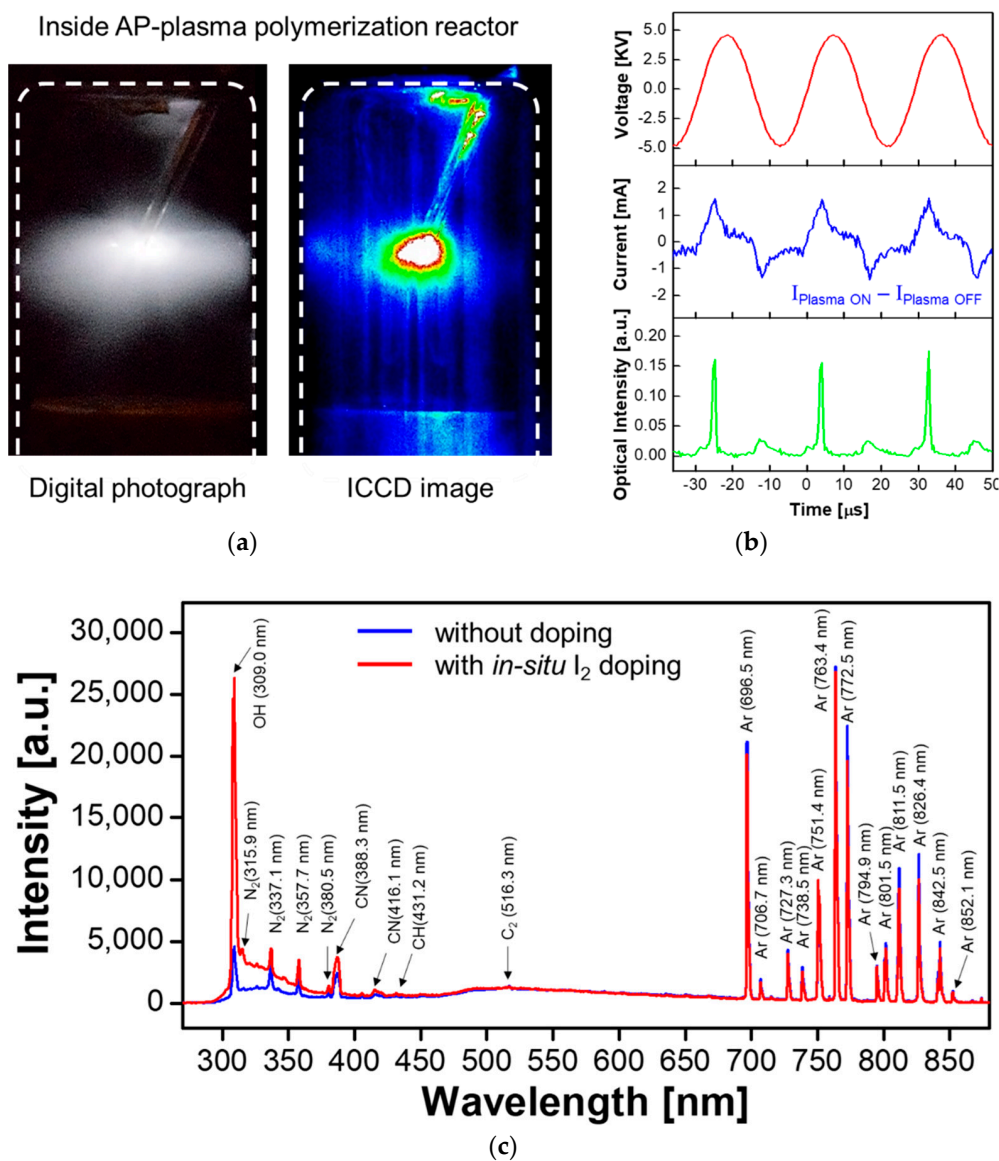 Inside AP-plasma polymerization reactor
Digital photograph
ICCD image
(a)
Voltage [KV]
5.0
2.5
0.0
-2.5
-5.0
Current [mA]
2
1
0
-1
-2
I Plasma ON – I Plasma OFF
Optical Intensity [a.u.]
0.20
0.15
0.10
0.05
0.00
-30 -20 -10 0 10 20 30 40 50
Time [μs]
(b)
Intensity [a.u.]
30,000
25,000
20,000
15,000
10,000
5,000
0
without doping
with in-situ I2 doping
OH (309.0 nm)
N2(315.9 nm)
N2(337.1 nm)
N2(357.7 nm)
N2(380.5 nm)
CN(388.3 nm)
CN(416.1 nm)
CH(431.2 nm)
C2 (516.3 nm)
Ar (696.5 nm)
Ar (706.7 nm)
Ar (727.3 nm)
Ar (738.5 nm)
Ar (751.4 nm)
Ar (763.4 nm)
Ar (772.5 nm)
Ar (794.9 nm)
Ar (801.5 nm)
Ar (811.5 nm)
Ar (826.4 nm)
Ar (842.5 nm)
Ar (852.1 nm)
300 350 400 450 500 550 600 650 700 750 800 850
Wavelength [nm]
(c)